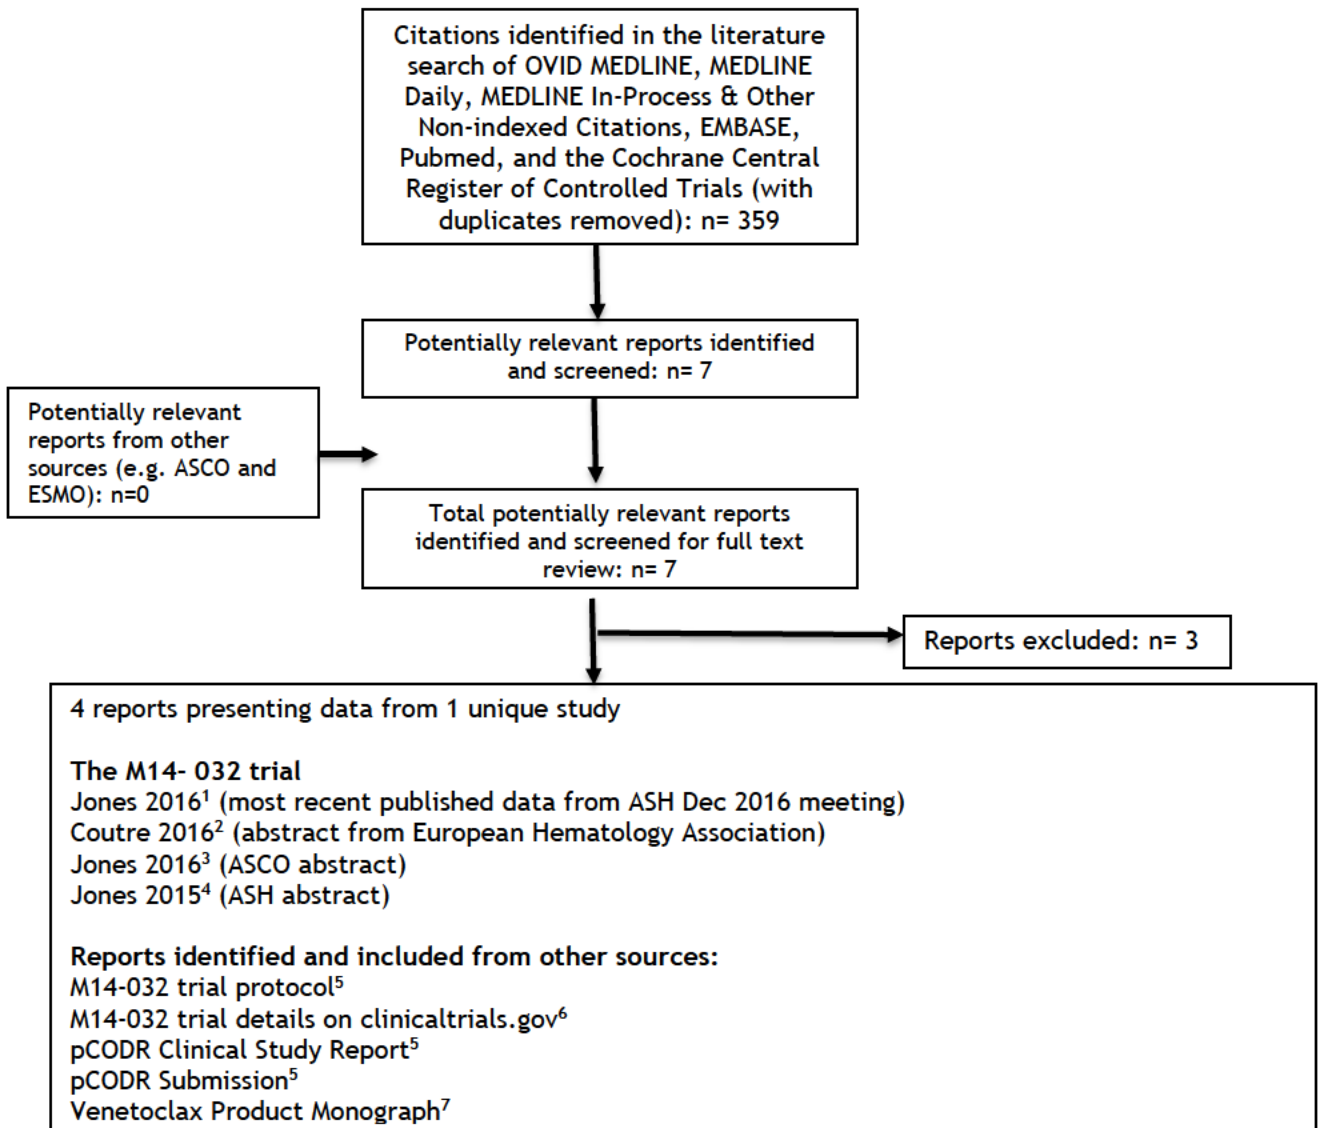 Citations identified in the literature
search of OVID MEDLINE, MEDLINE
Daily, MEDLINE In-Process & Other
Non-indexed Citations, EMBASE,
Pubmed, and the Cochrane Central
Register of Controlled Trials (with
duplicates removed): n= 359
Potentially relevant reports identified
and screened: n= 7
Potentially relevant
reports from other
sources (e.g. ASCO and
ESMO): n=0
Total potentially relevant reports
identified and screened for full text
review: n= 7
Reports excluded: n= 3
4 reports presenting data from 1 unique study
The M14- 032 trial
Jones 2016¹ (most recent published data from ASH Dec 2016 meeting)
Coutre 2016² (abstract from European Hematology Association)
Jones 2016³ (ASCO abstract)
Jones 2015⁴ (ASH abstract)
Reports identified and included from other sources:
M14-032 trial protocol⁵
M14-032 trial details on clinicaltrials.gov⁶
pCODR Clinical Study Report⁵
pCODR Submission⁵
Venetoclax Product Monograph⁷